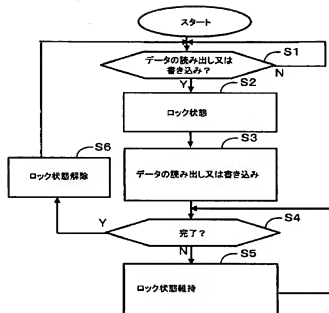 スタート
S1
データの読み出し又は
書き込み？
N
Y
S2
ロック状態
S3
データの読み出し又は書き込み
S6
ロック状態解除
S4
完了？
Y
N
S5
ロック状態維持